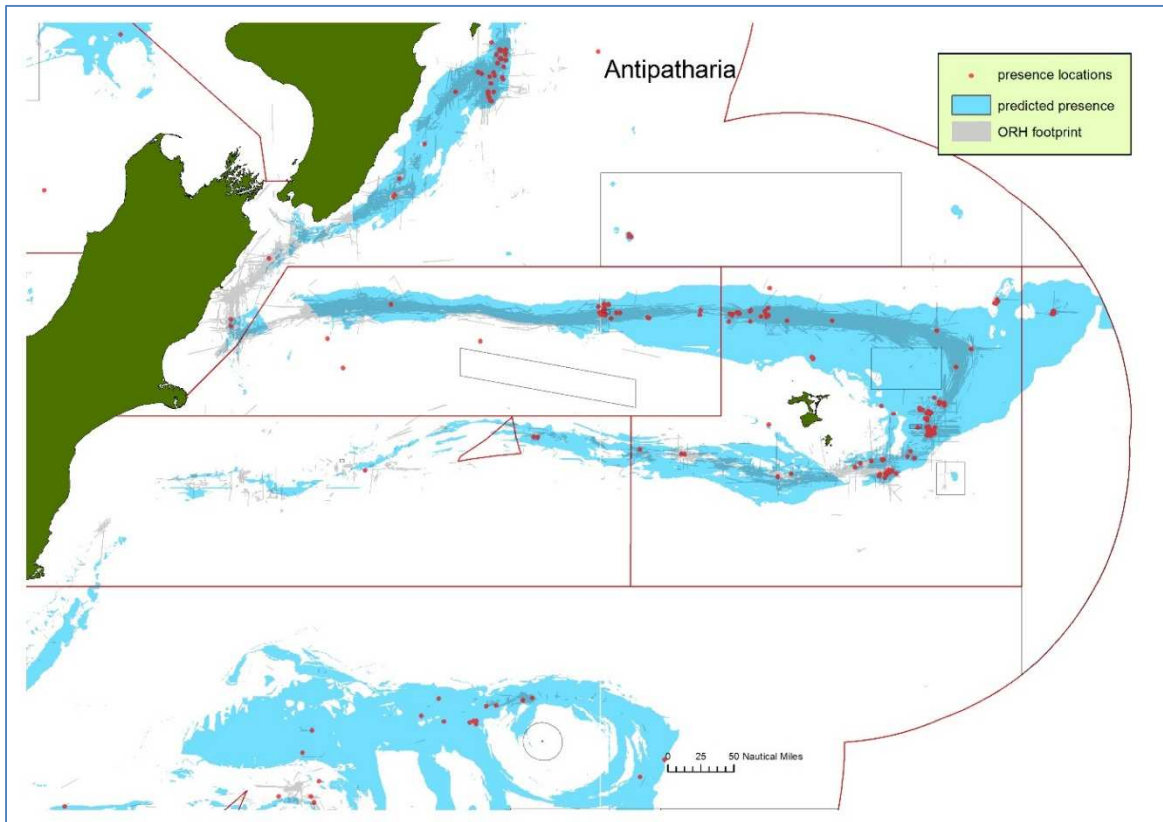 Antipatharia
presence locations
predicted presence
ORH footprint
0 25 50 Nautical Miles